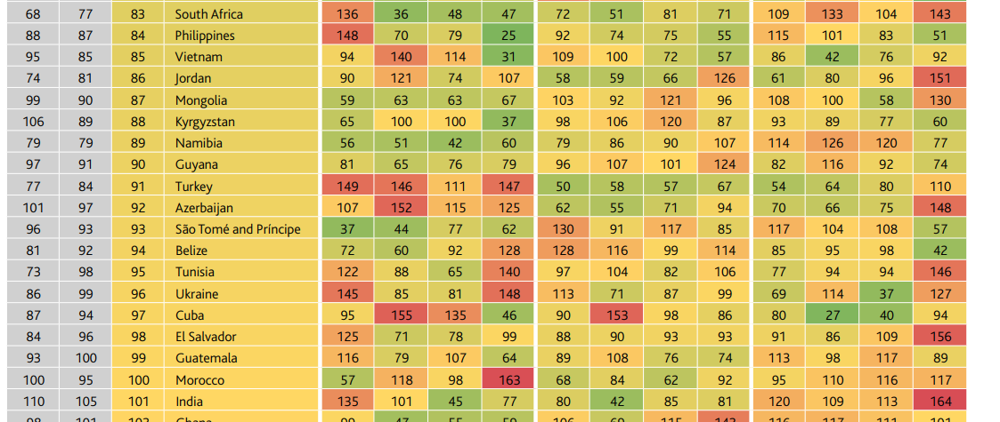 68 77 83 South Africa 136 36 48 47 72 51 81 71 109 133 104 143
88 87 84 Philippines 148 70 79 25 92 74 75 55 115 101 83 51
95 85 85 Vietnam 94 140 114 31 109 100 72 57 86 42 76 92
74 81 86 Jordan 90 121 74 107 58 59 66 126 61 80 96 151
99 90 87 Mongolia 59 63 63 67 103 92 121 96 108 100 58 130
106 89 88 Kyrgyzstan 65 100 100 37 98 106 120 87 93 89 77 60
79 79 89 Namibia 56 51 42 60 79 86 90 107 114 126 120 77
97 91 90 Guyana 81 65 76 79 96 107 101 124 82 116 92 74
77 84 91 Turkey 149 146 111 147 50 58 57 67 54 64 80 110
101 97 92 Azerbaijan 107 152 115 125 62 55 71 94 70 66 75 148
96 93 93 São Tomé and Príncipe 37 44 77 62 130 91 117 85 117 104 108 57
81 92 94 Belize 72 60 92 128 128 116 99 114 85 95 98 42
73 98 95 Tunisia 122 88 65 140 97 104 82 106 77 94 94 146
86 99 96 Ukraine 145 85 81 148 113 71 87 99 69 114 37 127
87 94 97 Cuba 95 155 135 46 90 153 98 86 80 27 40 94
84 96 98 El Salvador 125 71 78 99 88 90 93 93 91 86 109 156
93 100 99 Guatemala 116 79 107 64 89 108 76 74 113 98 117 89
100 95 100 Morocco 57 118 98 163 68 84 62 92 95 110 116 117
110 105 101 India 135 101 45 77 80 42 85 81 120 109 113 164